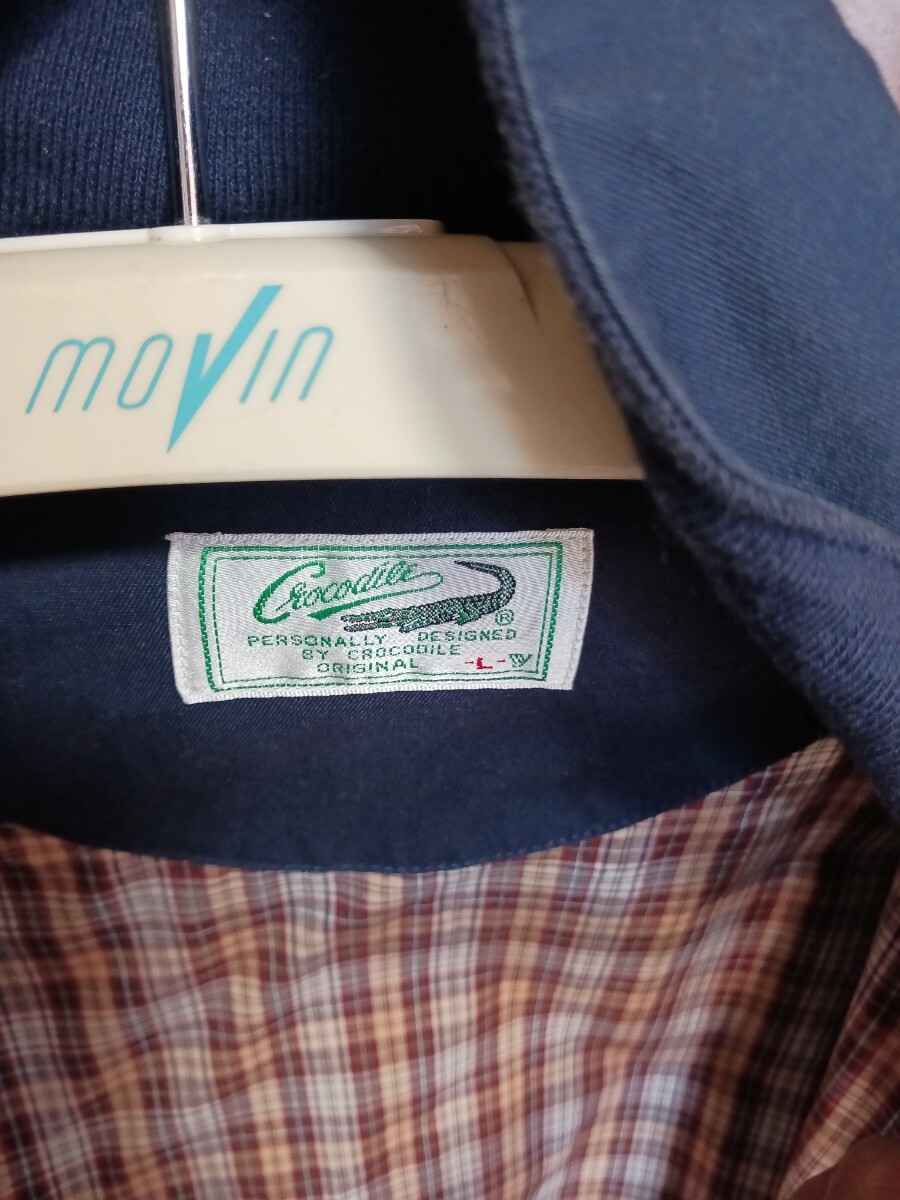 movin
Crocodile
®
PERSONALLY DESIGNED
BY CROCODILE
ORIGINAL -L-